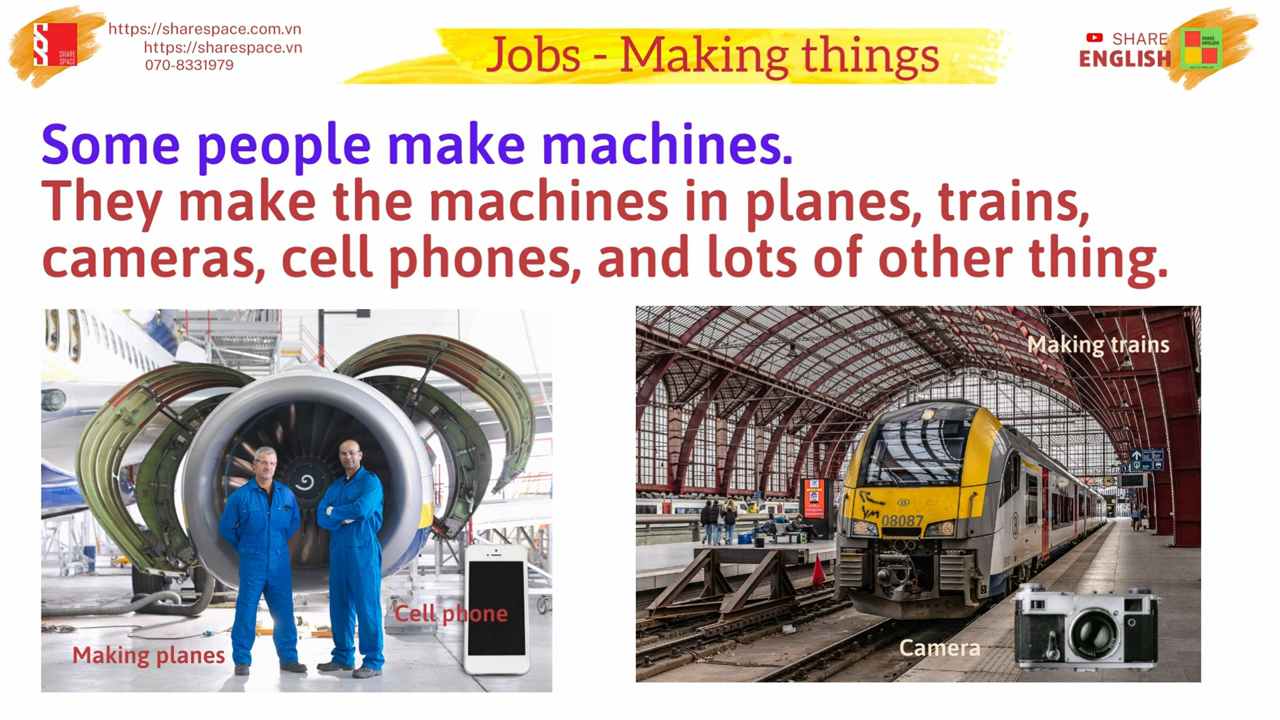 SHARE
SPACE
https://sharespace.com.vn
https://sharespace.vn
070-8331979
Jobs - Making things
SHARE
ENGLISH
Some people make machines.
They make the machines in planes, trains,
cameras, cell phones, and lots of other thing.
Making planes
Cell phone
Making trains
08087
Camera